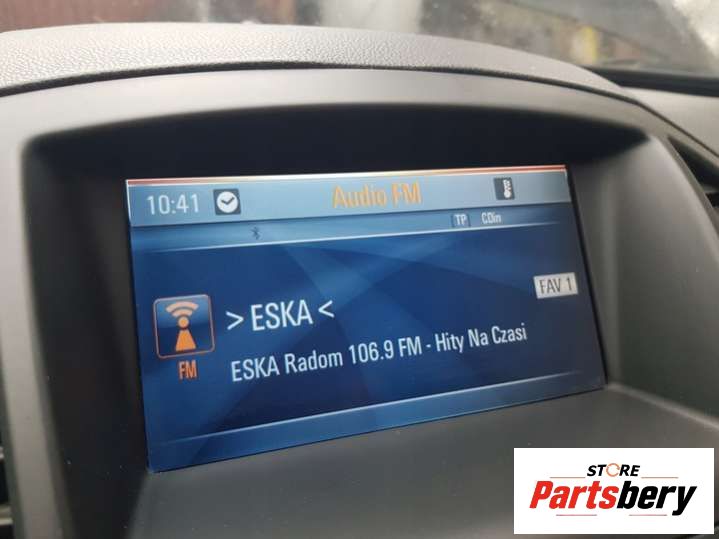 10:41
Audio FM
TP CDin
FAV 1
> ESKA <
FM
ESKA Radom 106.9 FM - Hity Na Czasi
STORE
Partsbery